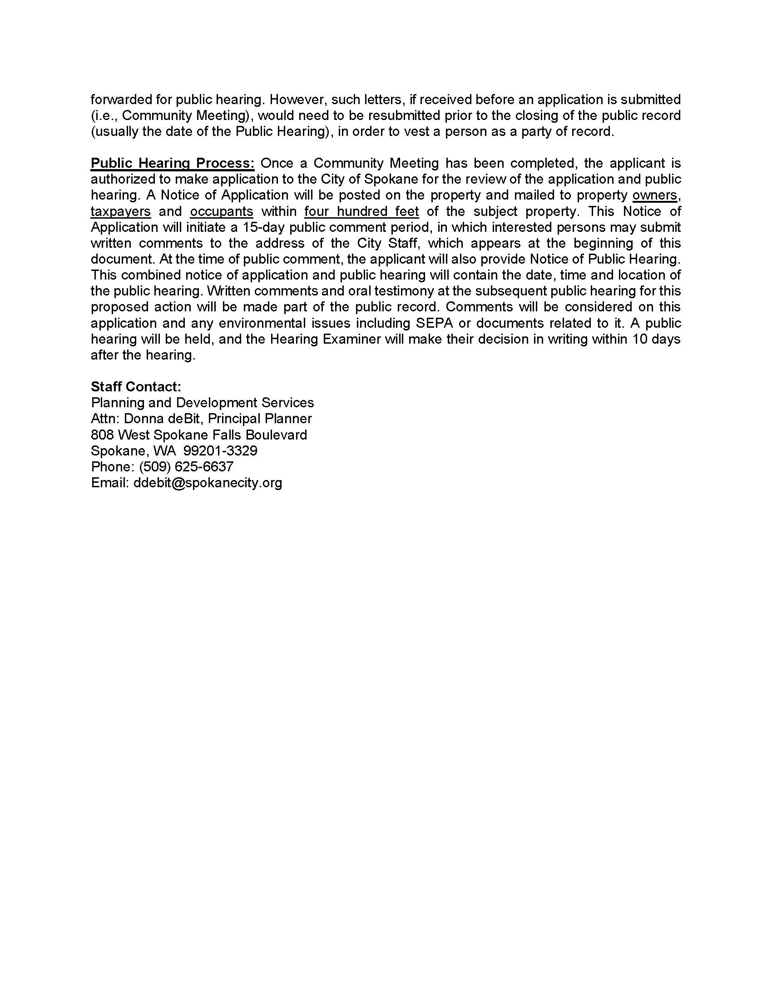 forwarded for public hearing. However, such letters, if received before an application is submitted
(i.e., Community Meeting), would need to be resubmitted prior to the closing of the public record
(usually the date of the Public Hearing), in order to vest a person as a party of record.
Public Hearing Process: Once a Community Meeting has been completed, the applicant is
authorized to make application to the City of Spokane for the review of the application and public
hearing. A Notice of Application will be posted on the property and mailed to property owners,
taxpayers and occupants within four hundred feet of the subject property. This Notice of
Application will initiate a 15-day public comment period, in which interested persons may submit
written comments to the address of the City Staff, which appears at the beginning of this
document. At the time of public comment, the applicant will also provide Notice of Public Hearing.
This combined notice of application and public hearing will contain the date, time and location of
the public hearing. Written comments and oral testimony at the subsequent public hearing for this
proposed action will be made part of the public record. Comments will be considered on this
application and any environmental issues including SEPA or documents related to it. A public
hearing will be held, and the Hearing Examiner will make their decision in writing within 10 days
after the hearing.
Staff Contact:
Planning and Development Services
Attn: Donna deBit, Principal Planner
808 West Spokane Falls Boulevard
Spokane, WA  99201-3329
Phone: (509) 625-6637
Email: ddebit@spokanecity.org